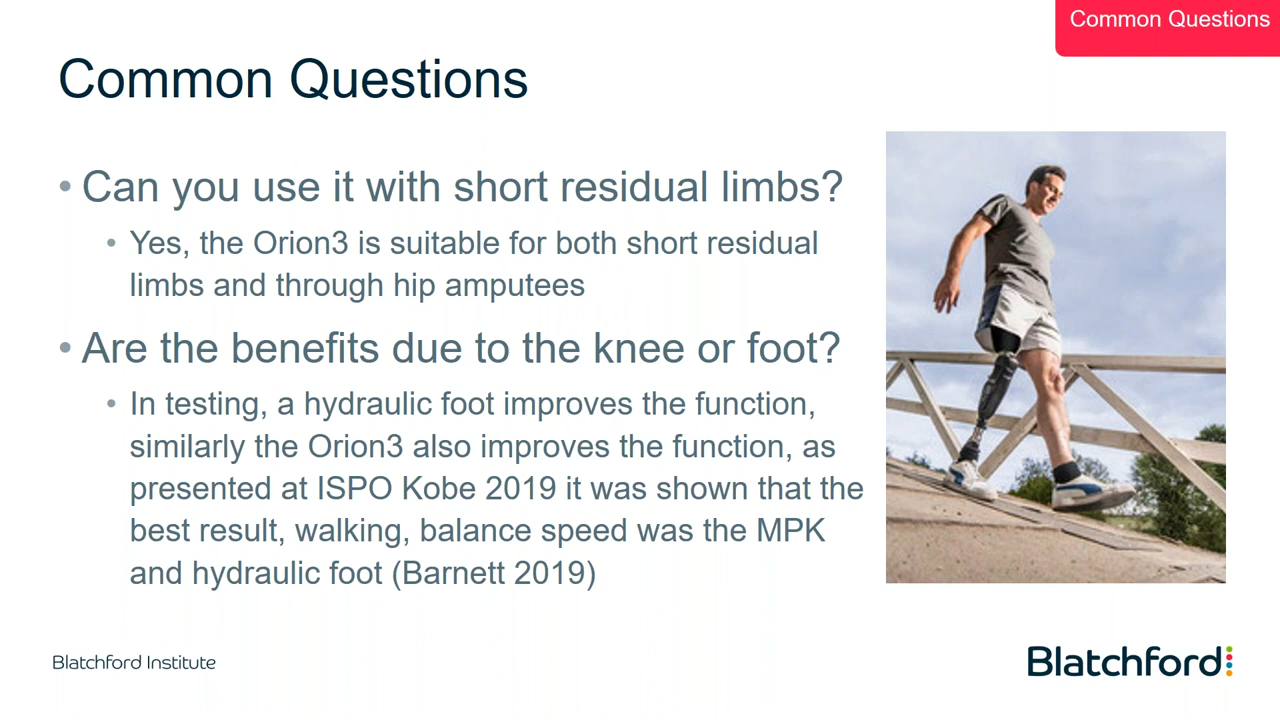 Common Questions
Common Questions
• Can you use it with short residual limbs?
• Yes, the Orion3 is suitable for both short residual
limbs and through hip amputees
• Are the benefits due to the knee or foot?
• In testing, a hydraulic foot improves the function,
similarly the Orion3 also improves the function, as
presented at ISPO Kobe 2019 it was shown that the
best result, walking, balance speed was the MPK
and hydraulic foot (Barnett 2019)
Blatchford Institute
Blatchford